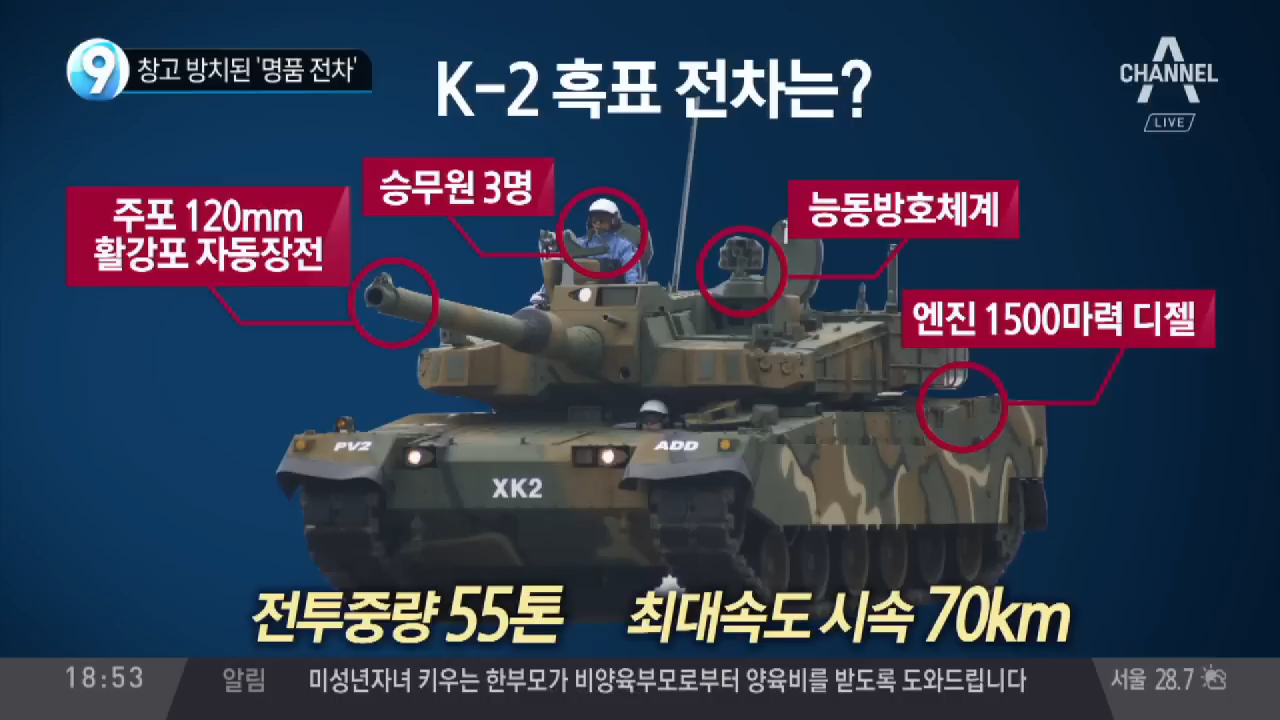 9 창고 방치된 '명품 전차'
K-2 흑표 전차는?
CHANNEL A
LIVE
주포 120mm
활강포 자동장전
승무원 3명
능동방호체계
엔진 1500마력 디젤
PV2
ADD
XK2
전투중량 55톤
최대속도 시속 70km
18:53
알림
미성년자녀 키우는 한부모가 비양육부모로부터 양육비를 받도록 도와드립니다
서울 28.7